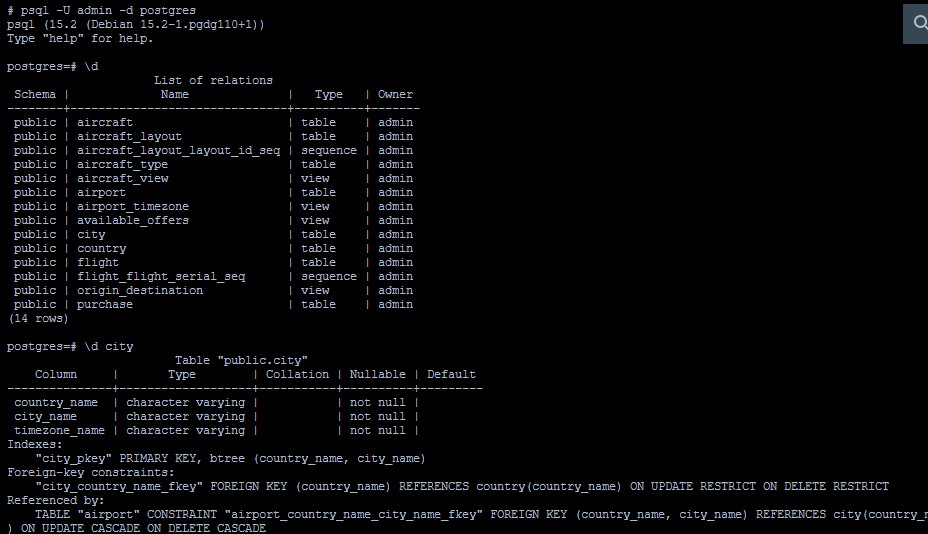 # psql -U admin -d postgres
psql (15.2 (Debian 15.2-1.pgdg110+1))
Type "help" for help.

postgres=# \d
                     List of relations
 Schema |             Name              |   Type   | Owner
--------+-------------------------------+----------+-------
 public | aircraft                      | table    | admin
 public | aircraft_layout               | table    | admin
 public | aircraft_layout_layout_id_seq | sequence | admin
 public | aircraft_type                 | table    | admin
 public | aircraft_view                 | view     | admin
 public | airport                       | table    | admin
 public | airport_timezone              | view     | admin
 public | available_offers              | view     | admin
 public | city                          | table    | admin
 public | country                       | table    | admin
 public | flight                        | table    | admin
 public | flight_flight_serial_seq      | sequence | admin
 public | origin_destination            | view     | admin
 public | purchase                      | table    | admin
(14 rows)

postgres=# \d city
                        Table "public.city"
    Column     |       Type        | Collation | Nullable | Default
---------------+-------------------+-----------+----------+---------
 country_name  | character varying |           | not null |
 city_name     | character varying |           | not null |
 timezone_name | character varying |           | not null |
Indexes:
    "city_pkey" PRIMARY KEY, btree (country_name, city_name)
Foreign-key constraints:
    "city_country_name_fkey" FOREIGN KEY (country_name) REFERENCES country(country_name) ON UPDATE RESTRICT ON DELETE RESTRICT
Referenced by:
    TABLE "airport" CONSTRAINT "airport_country_name_city_name_fkey" FOREIGN KEY (country_name, city_name) REFERENCES city(country_
) ON UPDATE CASCADE ON DELETE CASCADE